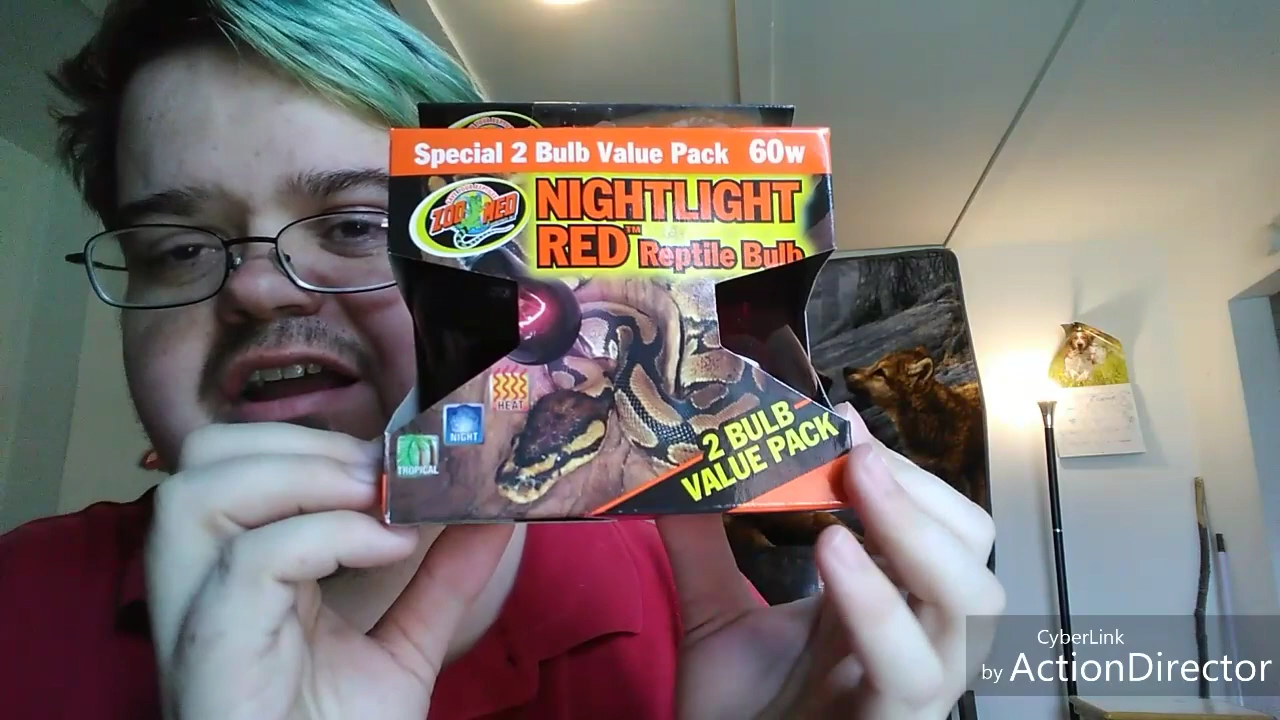 Special 2 Bulb Value Pack 60w
ZOO MED
NIGHTLIGHT
RED™ Reptile Bulb
HEAT
NIGHT
TROPICAL
2 BULB
VALUE PACK
CyberLink
by ActionDirector